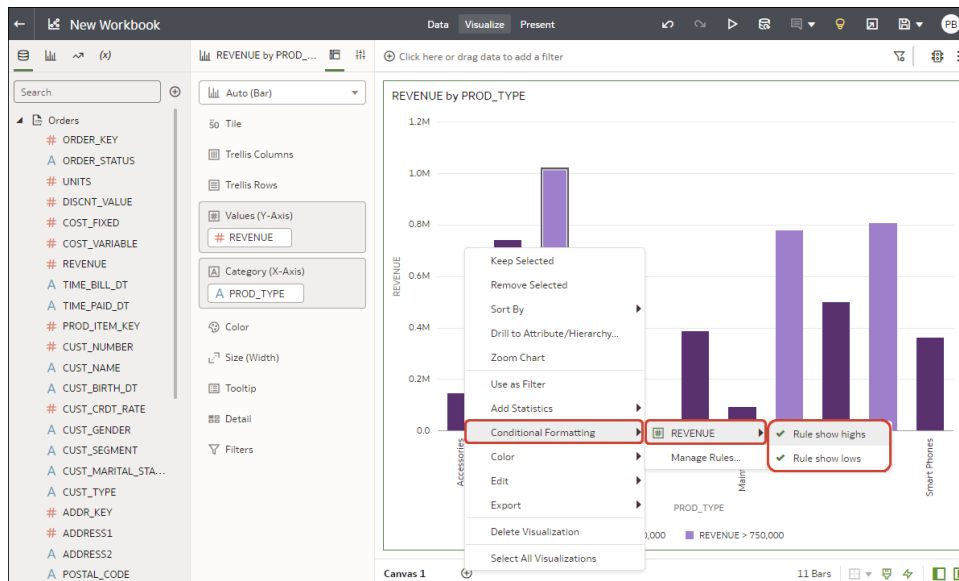 New Workbook
Data Visualize Present
PB
(x)
REVENUE by PROD_...
Click here or drag data to add a filter
Search
Orders
# ORDER_KEY
A ORDER_STATUS
# UNITS
# DISCNT_VALUE
# COST_FIXED
# COST_VARIABLE
# REVENUE
A TIME_BILL_DT
A TIME_PAID_DT
# PROD_ITEM_KEY
# CUST_NUMBER
A CUST_NAME
A CUST_BIRTH_DT
# CUST_CRDT_RATE
A CUST_GENDER
A CUST_SEGMENT
A CUST_MARITAL_STA...
A CUST_TYPE
# ADDR_KEY
# ADDRESS1
A ADDRESS2
A POSTAL_CODE
Auto (Bar)
50 Tile
Trellis Columns
Trellis Rows
# Values (Y-Axis)
# REVENUE
A Category (X-Axis)
A PROD_TYPE
Color
Size (Width)
Tooltip
Detail
Filters
REVENUE by PROD_TYPE
1.2M
1.0M
0.8M
0.6M
0.4M
0.2M
0.0
REVENUE
Keep Selected
Remove Selected
Sort By
Drill to Attribute/Hierarchy...
Zoom Chart
Use as Filter
Add Statistics
Conditional Formatting
Color
Edit
Export
Delete Visualization
Select All Visualizations
# REVENUE
Manage Rules...
Rule show highs
Rule show lows
Accessories
Main
Smart Phones
PROD_TYPE
0,000
REVENUE > 750,000
Canvas 1
11 Bars